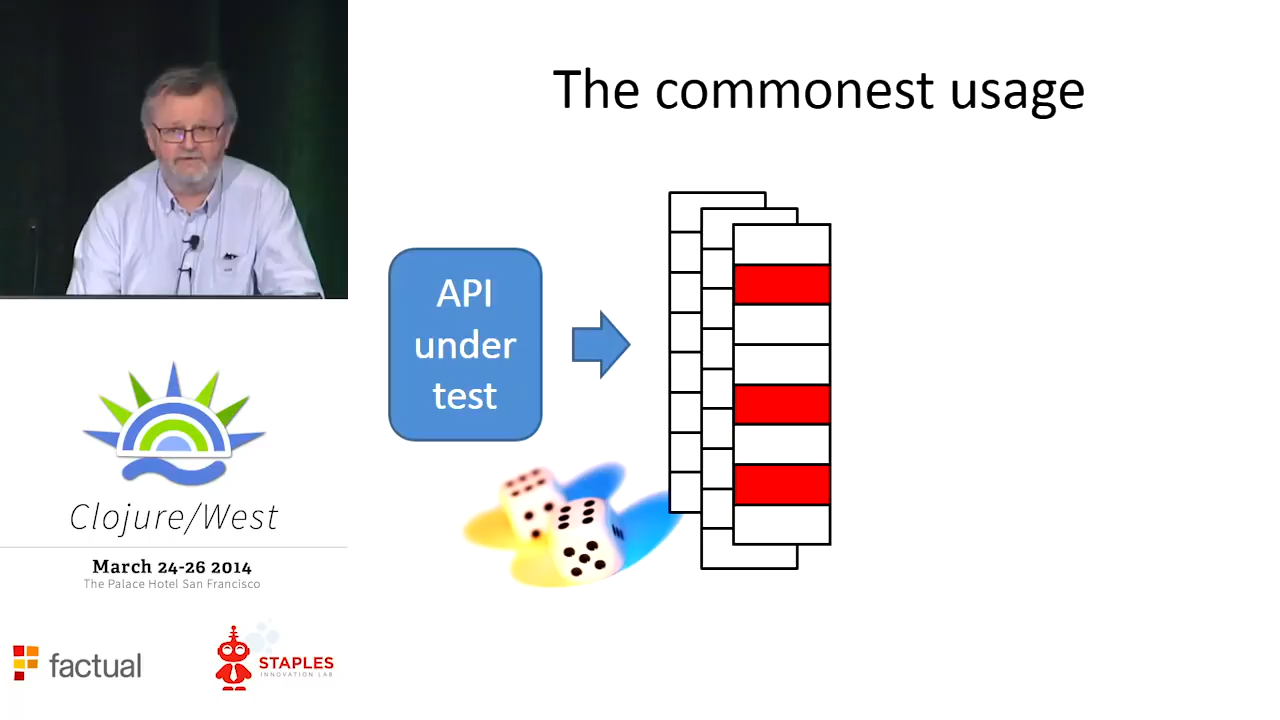 The commonest usage
API
under
test
Clojure/West
March 24-26 2014
The Palace Hotel San Francisco
factual
STAPLES
INNOVATION LAB